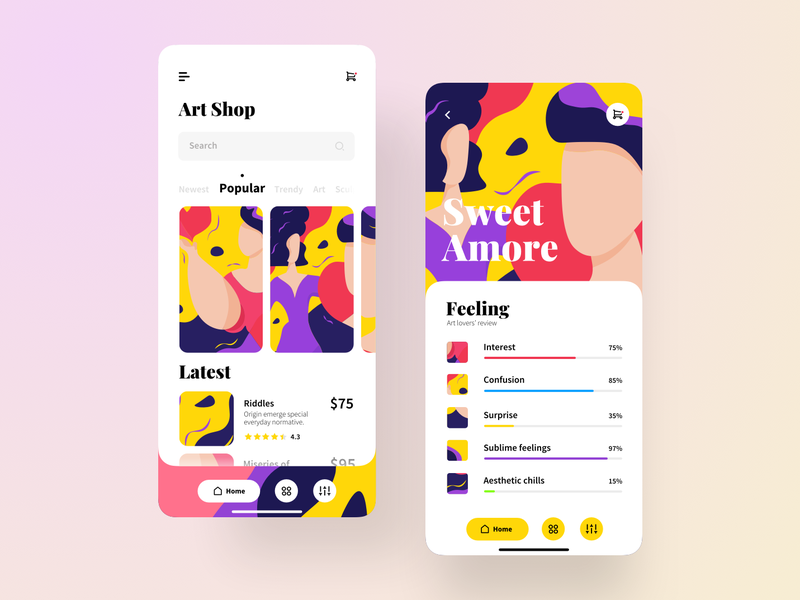 Art Shop
Search
Newest Popular Trendy Art
Latest
Riddles $75
Origin emerge special
everyday normative.
4.3
Miseries of $95
Home
Sweet
Amore
Feeling
Art lovers' review
Interest 75%
Confusion 85%
Surprise 35%
Sublime feelings 97%
Aesthetic chills 15%
Home